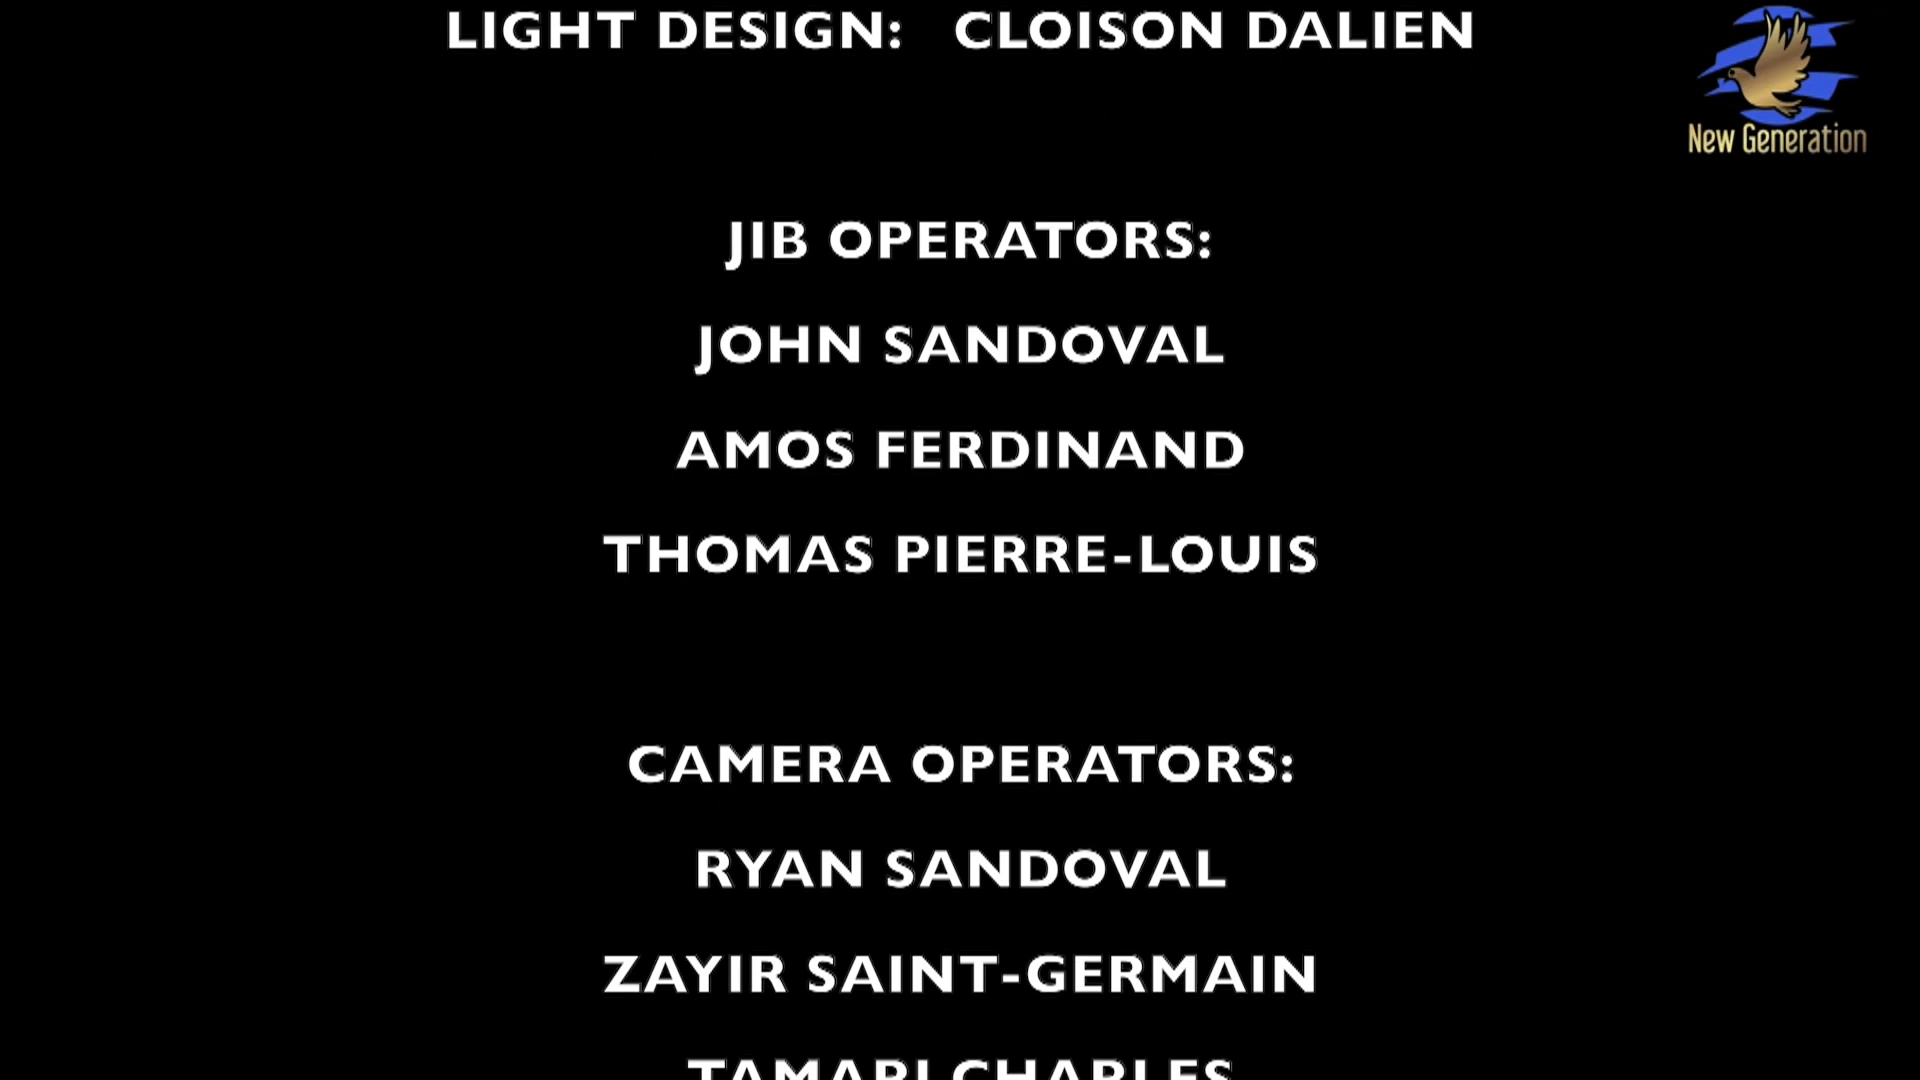 LIGHT DESIGN: CLOISON DALIEN
New Generation
JIB OPERATORS:
JOHN SANDOVAL
AMOS FERDINAND
THOMAS PIERRE-LOUIS
CAMERA OPERATORS:
RYAN SANDOVAL
ZAYIR SAINT-GERMAIN
CHARLES